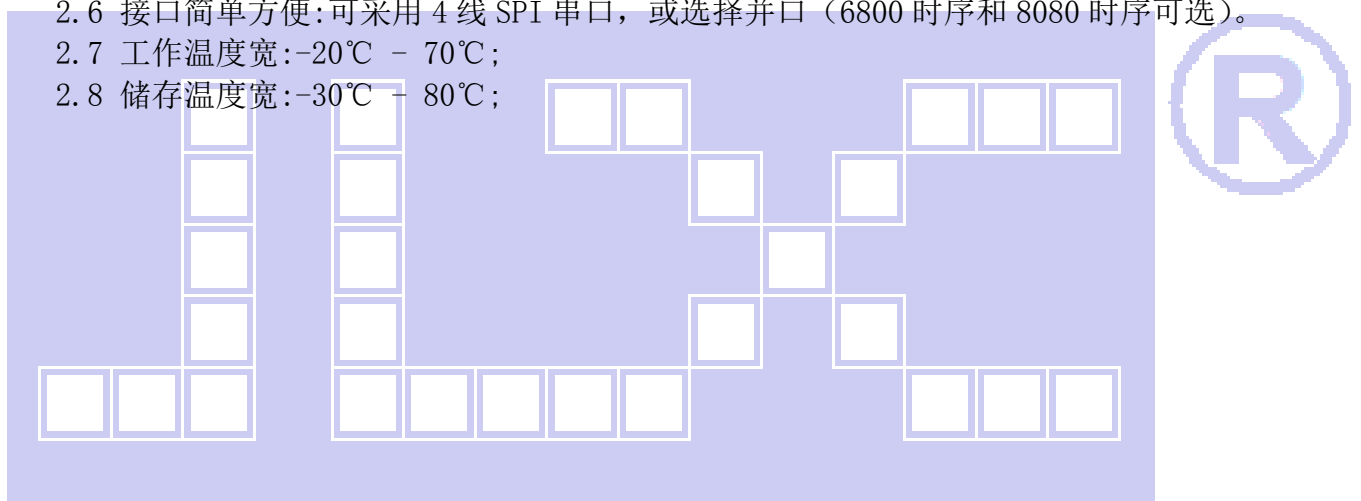 2.6 接口简单方便:可采用 4 线 SPI 串口，或选择并口（6800 时序和 8080 时序可选）。
2.7 工作温度宽:-20℃ - 70℃;
2.8 储存温度宽:-30℃ - 80℃;
JLX
®